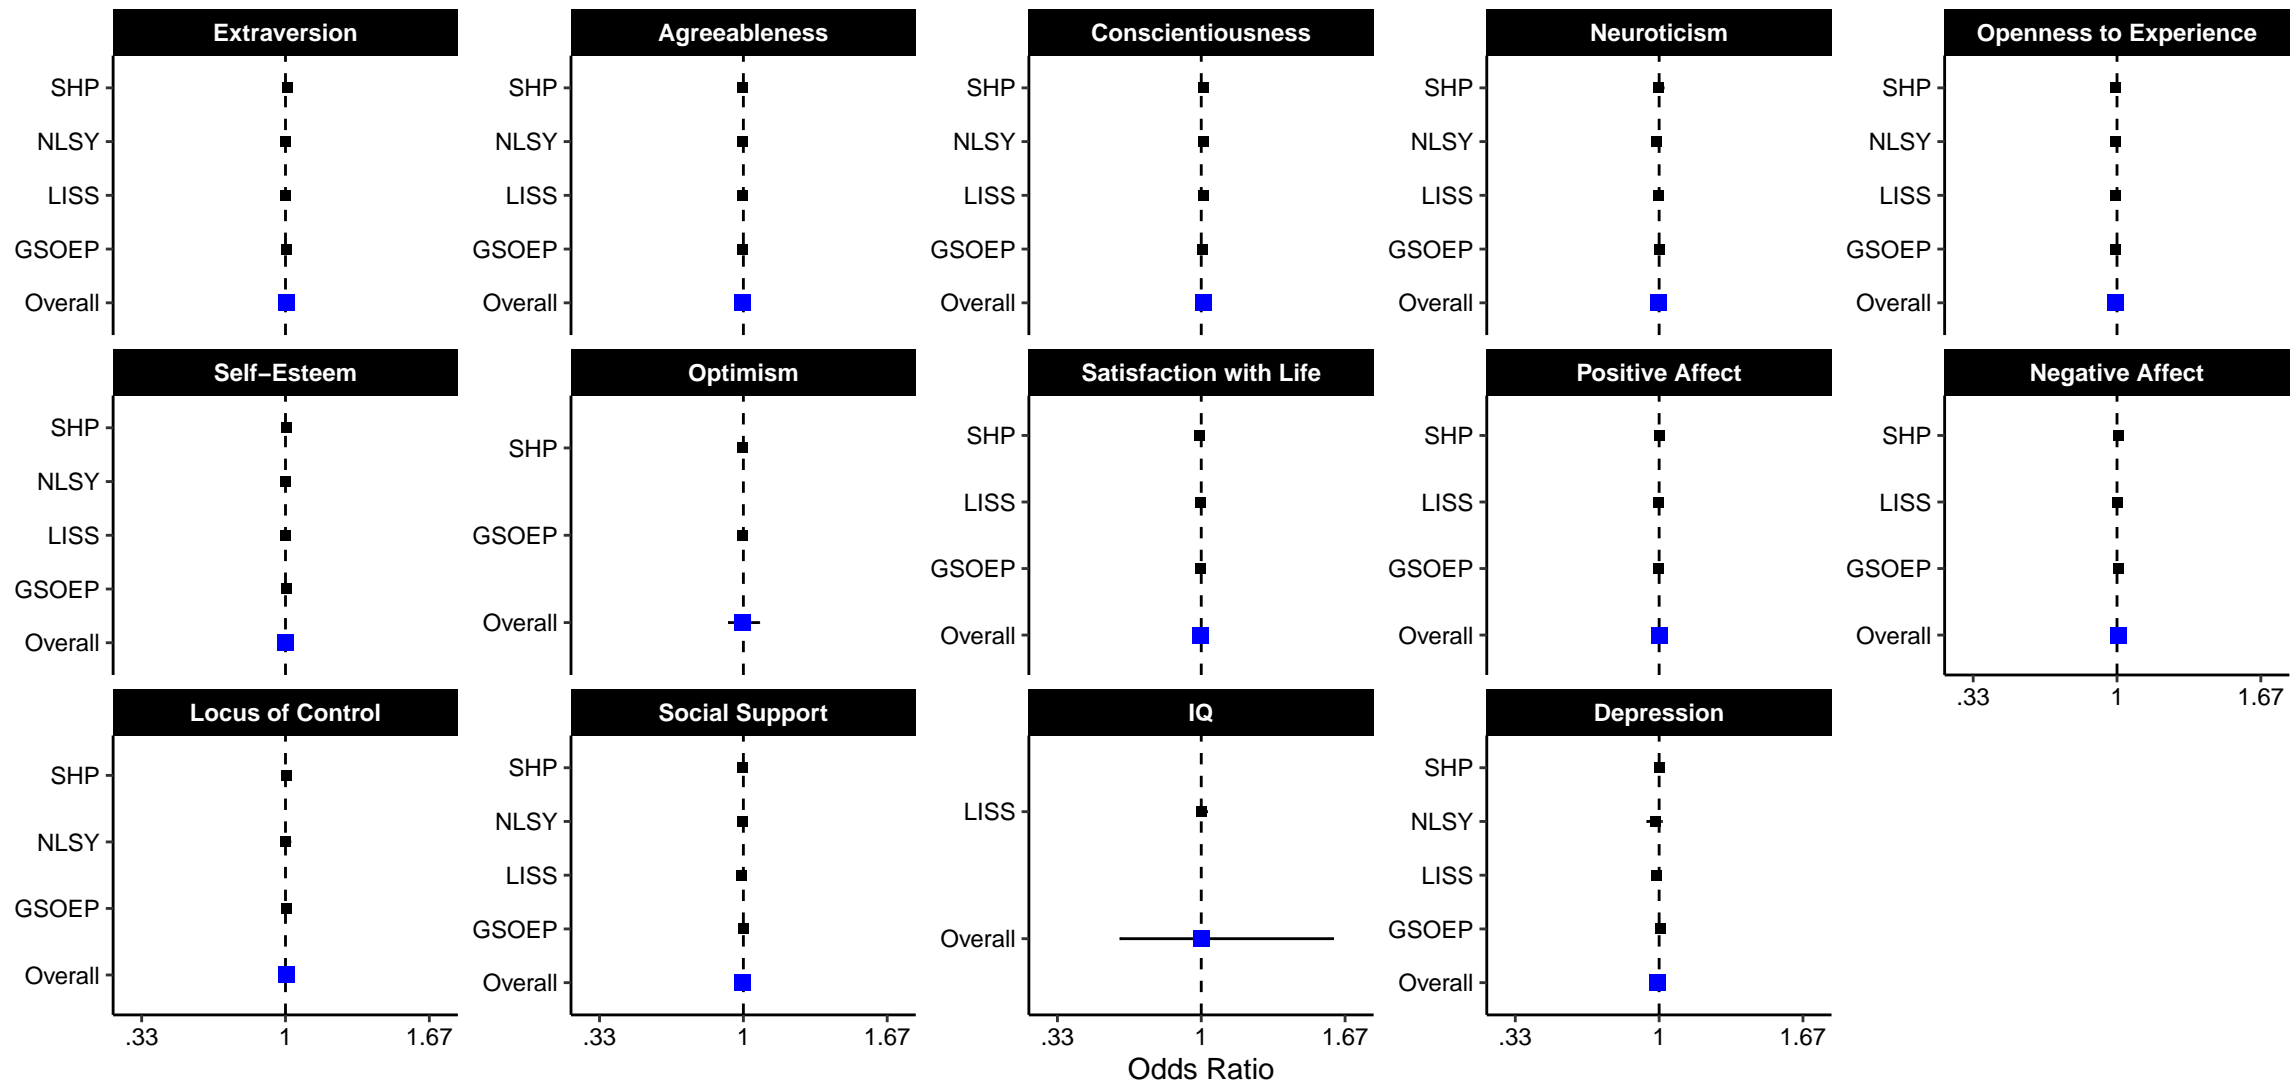 Extraversion
SHP
NLSY
LISS
GSOEP
Overall
Agreeableness
SHP
NLSY
LISS
GSOEP
Overall
Conscientiousness
SHP
NLSY
LISS
GSOEP
Overall
Neuroticism
SHP
NLSY
LISS
GSOEP
Overall
Openness to Experience
SHP
NLSY
LISS
GSOEP
Overall
Self−Esteem
SHP
NLSY
LISS
GSOEP
Overall
Optimism
SHP
GSOEP
Overall
Satisfaction with Life
SHP
LISS
GSOEP
Overall
Positive Affect
SHP
LISS
GSOEP
Overall
Negative Affect
SHP
LISS
GSOEP
Overall
.33 1 1.67
Locus of Control
SHP
NLSY
GSOEP
Overall
.33 1 1.67
Social Support
SHP
NLSY
LISS
GSOEP
Overall
.33 1 1.67
IQ
LISS
Overall
.33 1 1.67
Depression
SHP
NLSY
LISS
GSOEP
Overall
.33 1 1.67
Odds Ratio